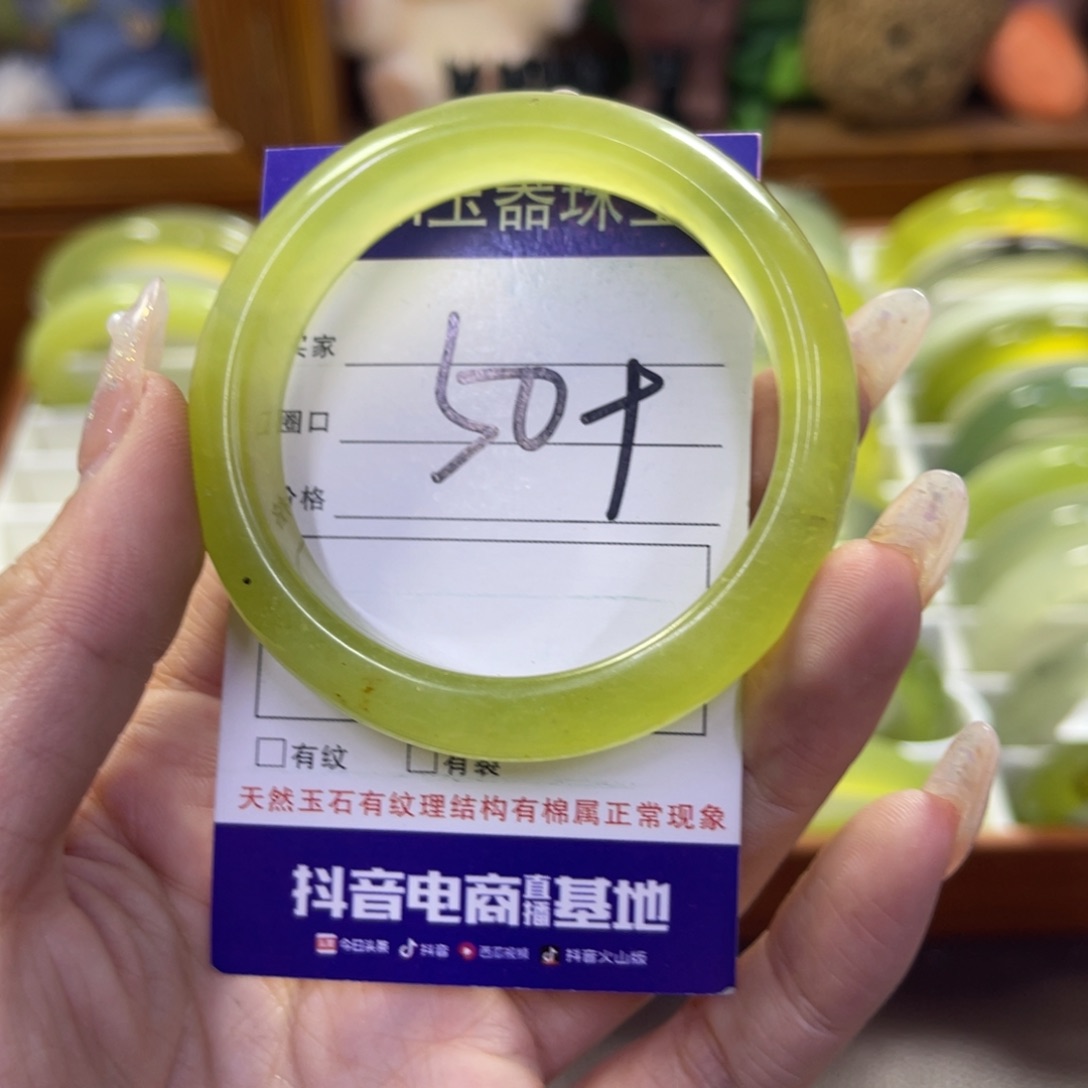 玉器珠宝
买家
圈口
50+
价格
有纹 有裂
天然玉石有纹理结构有棉属正常现象
抖音电商直播基地
今日头条 抖音 西瓜视频 抖音火山版